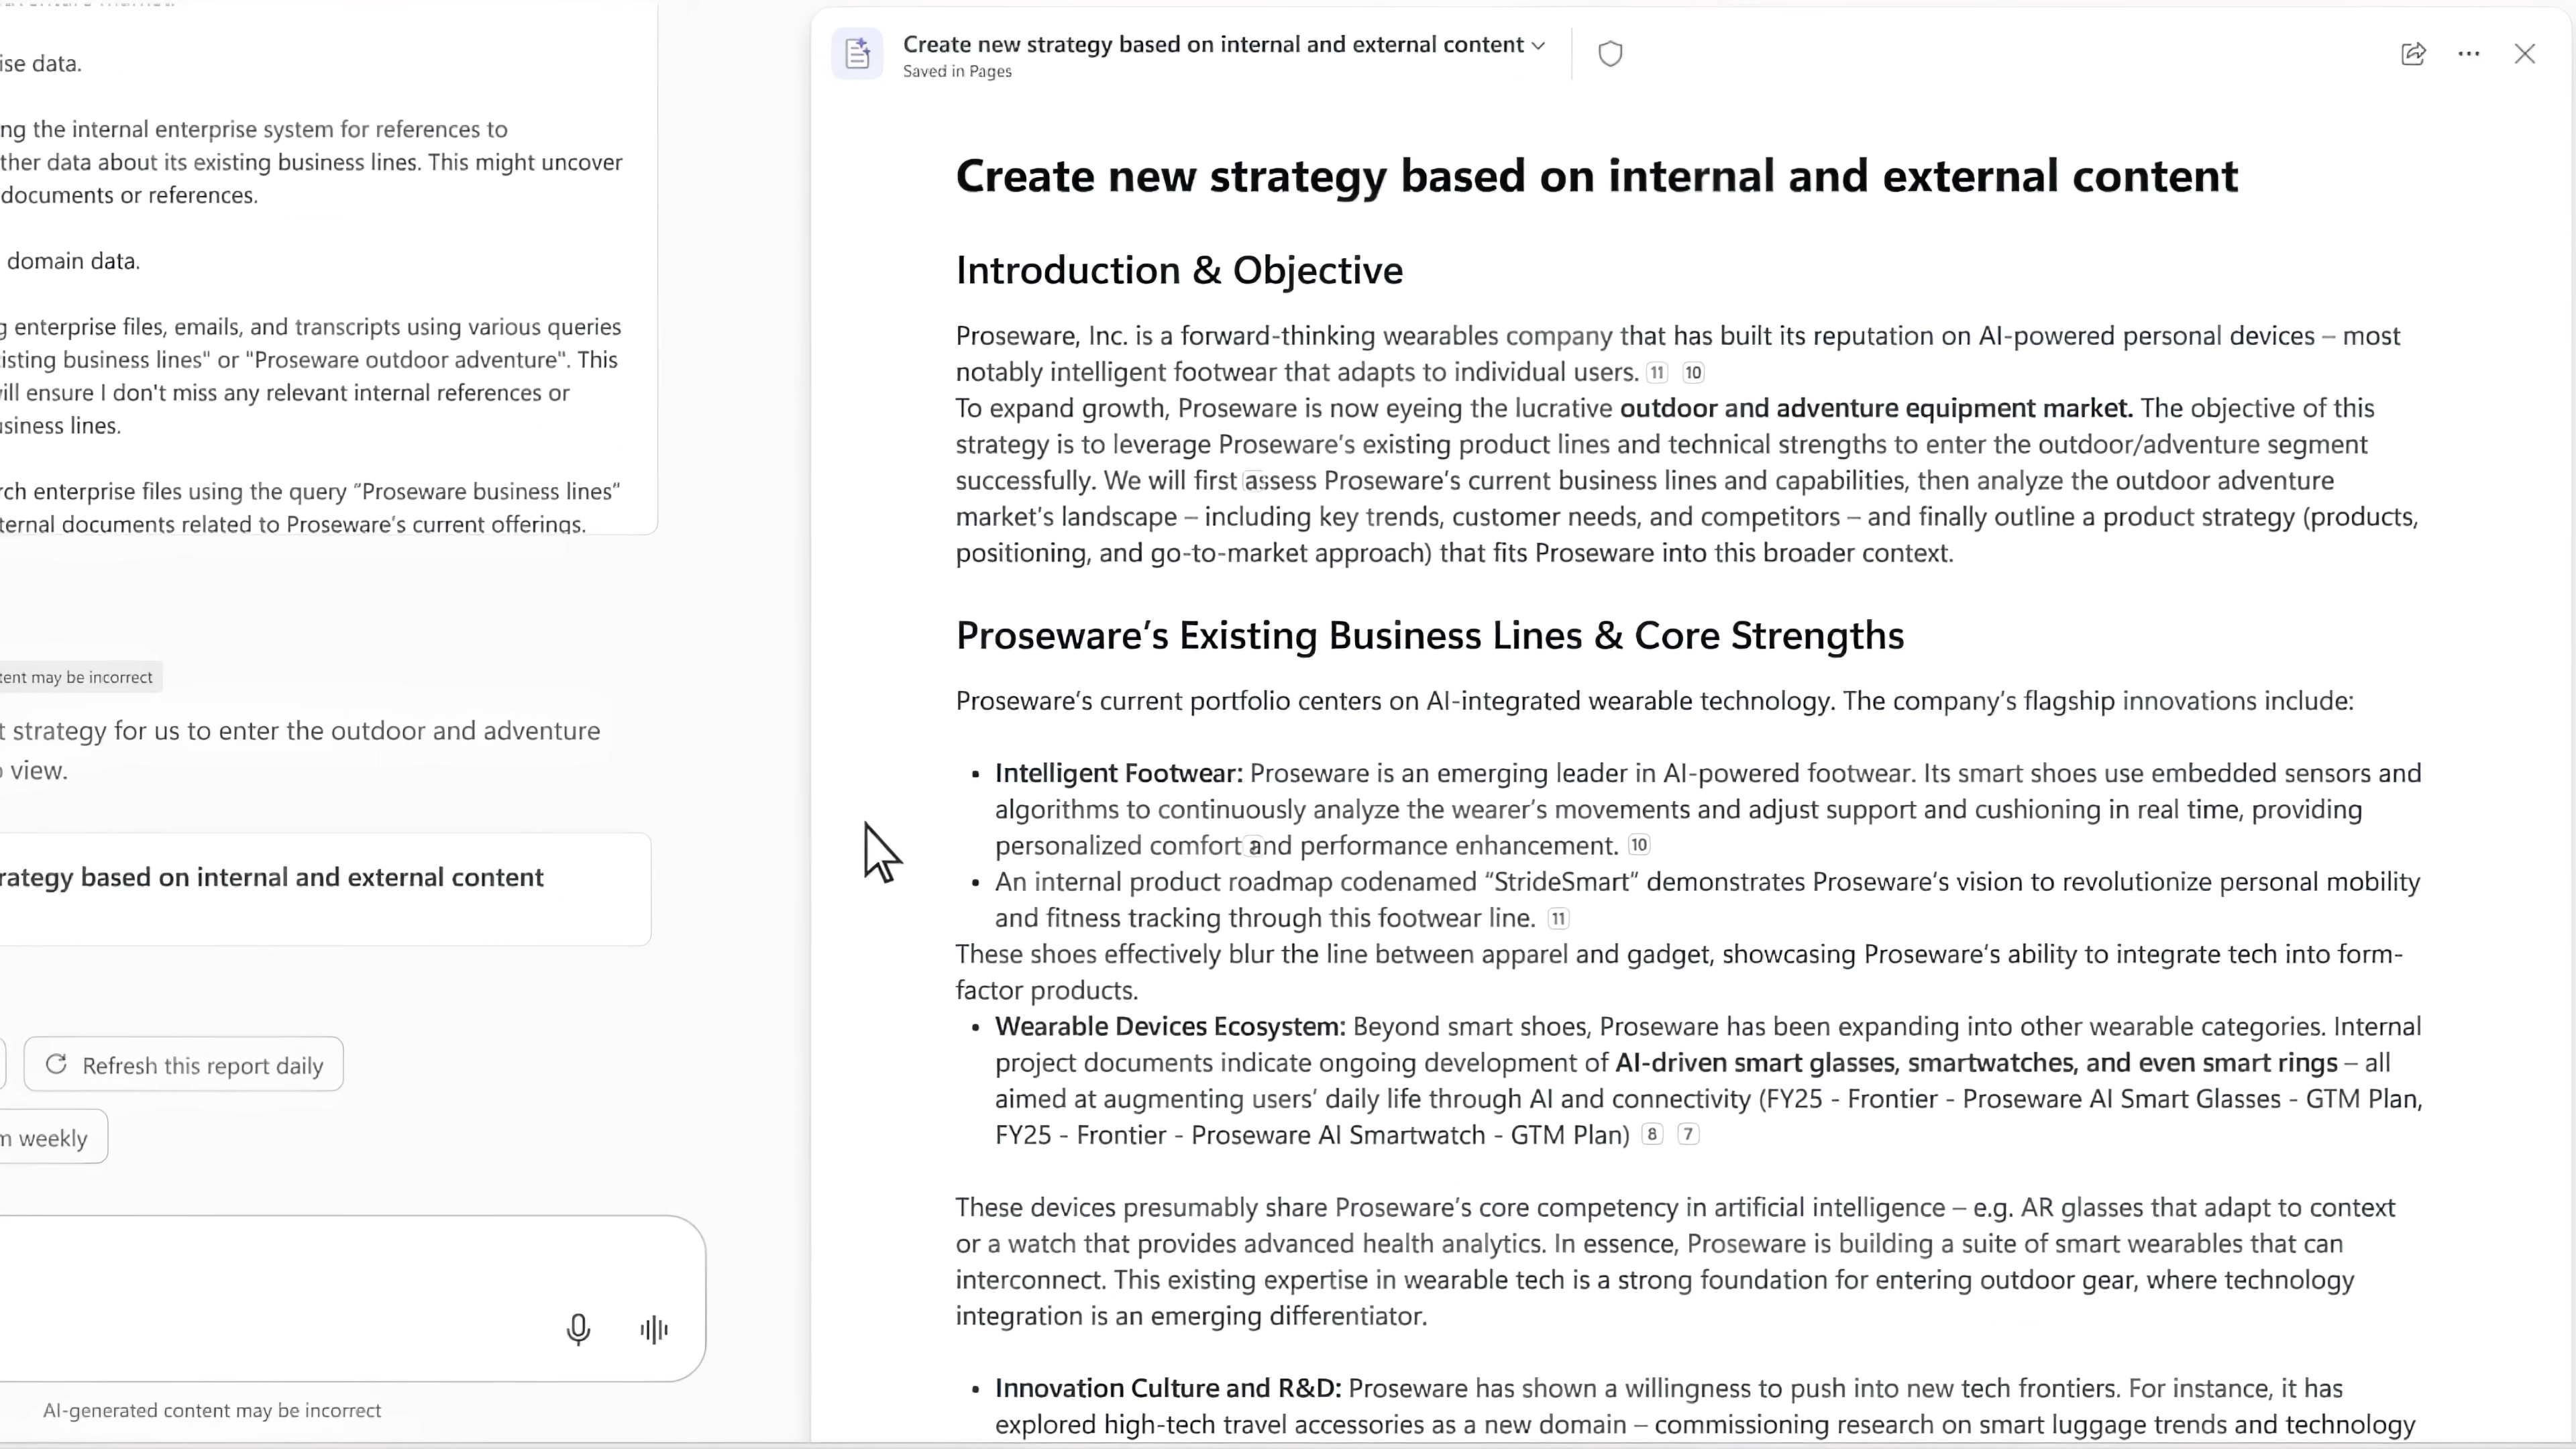 ise data.
ng the internal enterprise system for references to
ther data about its existing business lines. This might uncover
documents or references.
domain data.
g enterprise files, emails, and transcripts using various queries
isting business lines" or "Proseware outdoor adventure". This
will ensure I don't miss any relevant internal references or
usiness lines.
rch enterprise files using the query "Proseware business lines"
ternal documents related to Proseware's current offerings.
tent may be incorrect
t strategy for us to enter the outdoor and adventure
view.
rategy based on internal and external content
Refresh this report daily
m weekly
AI-generated content may be incorrect
Create new strategy based on internal and external content
Saved in Pages
Create new strategy based on internal and external content
Introduction & Objective
Proseware, Inc. is a forward-thinking wearables company that has built its reputation on AI-powered personal devices – most
notably intelligent footwear that adapts to individual users. 11 10
To expand growth, Proseware is now eyeing the lucrative outdoor and adventure equipment market. The objective of this
strategy is to leverage Proseware's existing product lines and technical strengths to enter the outdoor/adventure segment
successfully. We will first assess Proseware's current business lines and capabilities, then analyze the outdoor adventure
market's landscape – including key trends, customer needs, and competitors – and finally outline a product strategy (products,
positioning, and go-to-market approach) that fits Proseware into this broader context.
Proseware's Existing Business Lines & Core Strengths
Proseware's current portfolio centers on AI-integrated wearable technology. The company's flagship innovations include:
• Intelligent Footwear: Proseware is an emerging leader in AI-powered footwear. Its smart shoes use embedded sensors and
algorithms to continuously analyze the wearer's movements and adjust support and cushioning in real time, providing
personalized comfort and performance enhancement. 10
• An internal product roadmap codenamed "StrideSmart" demonstrates Proseware's vision to revolutionize personal mobility
and fitness tracking through this footwear line. 11
These shoes effectively blur the line between apparel and gadget, showcasing Proseware's ability to integrate tech into form-
factor products.
• Wearable Devices Ecosystem: Beyond smart shoes, Proseware has been expanding into other wearable categories. Internal
project documents indicate ongoing development of AI-driven smart glasses, smartwatches, and even smart rings – all
aimed at augmenting users' daily life through AI and connectivity (FY25 - Frontier - Proseware AI Smart Glasses - GTM Plan,
FY25 - Frontier - Proseware AI Smartwatch - GTM Plan) 8 7
These devices presumably share Proseware's core competency in artificial intelligence – e.g. AR glasses that adapt to context
or a watch that provides advanced health analytics. In essence, Proseware is building a suite of smart wearables that can
interconnect. This existing expertise in wearable tech is a strong foundation for entering outdoor gear, where technology
integration is an emerging differentiator.
• Innovation Culture and R&D: Proseware has shown a willingness to push into new tech frontiers. For instance, it has
explored high-tech travel accessories as a new domain – commissioning research on smart luggage trends and technology